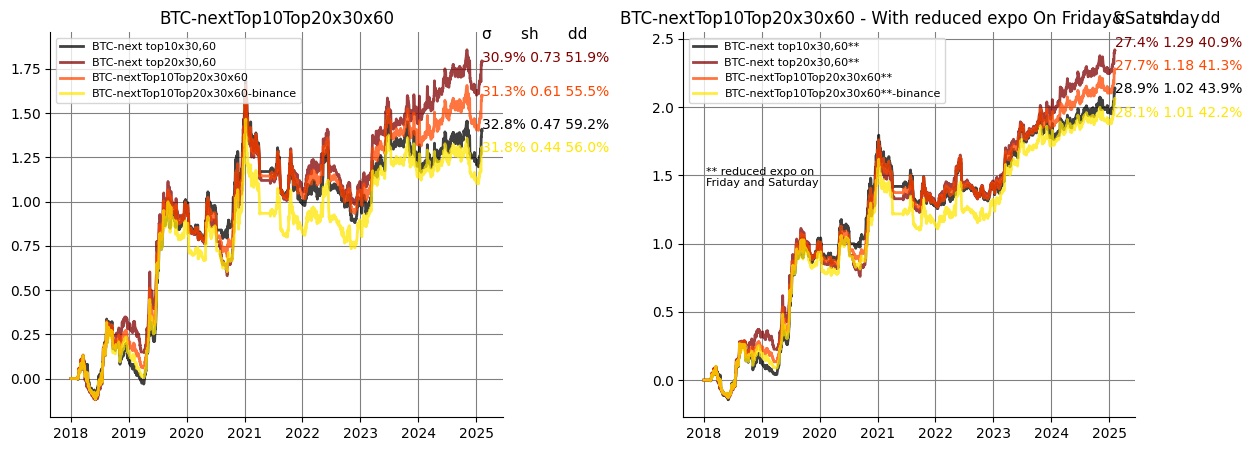 BTC-nextTop10Top20x30x60
σ sh dd
BTC-next top10x30,60
BTC-next top20x30,60
BTC-nextTop10Top20x30x60
BTC-nextTop10Top20x30x60-binance
30.9% 0.73 51.9%
31.3% 0.61 55.5%
32.8% 0.47 59.2%
31.8% 0.44 56.0%
1.75
1.50
1.25
1.00
0.75
0.50
0.25
0.00
2018 2019 2020 2021 2022 2023 2024 2025
BTC-nextTop10Top20x30x60 - With reduced expo On Friday&Saturday
σ sh dd
BTC-next top10x30,60**
BTC-next top20x30,60**
BTC-nextTop10Top20x30x60**
BTC-nextTop10Top20x30x60**-binance
27.4% 1.29 40.9%
27.7% 1.18 41.3%
28.9% 1.02 43.9%
28.1% 1.01 42.2%
** reduced expo on
Friday and Saturday
2.5
2.0
1.5
1.0
0.5
0.0
2018 2019 2020 2021 2022 2023 2024 2025